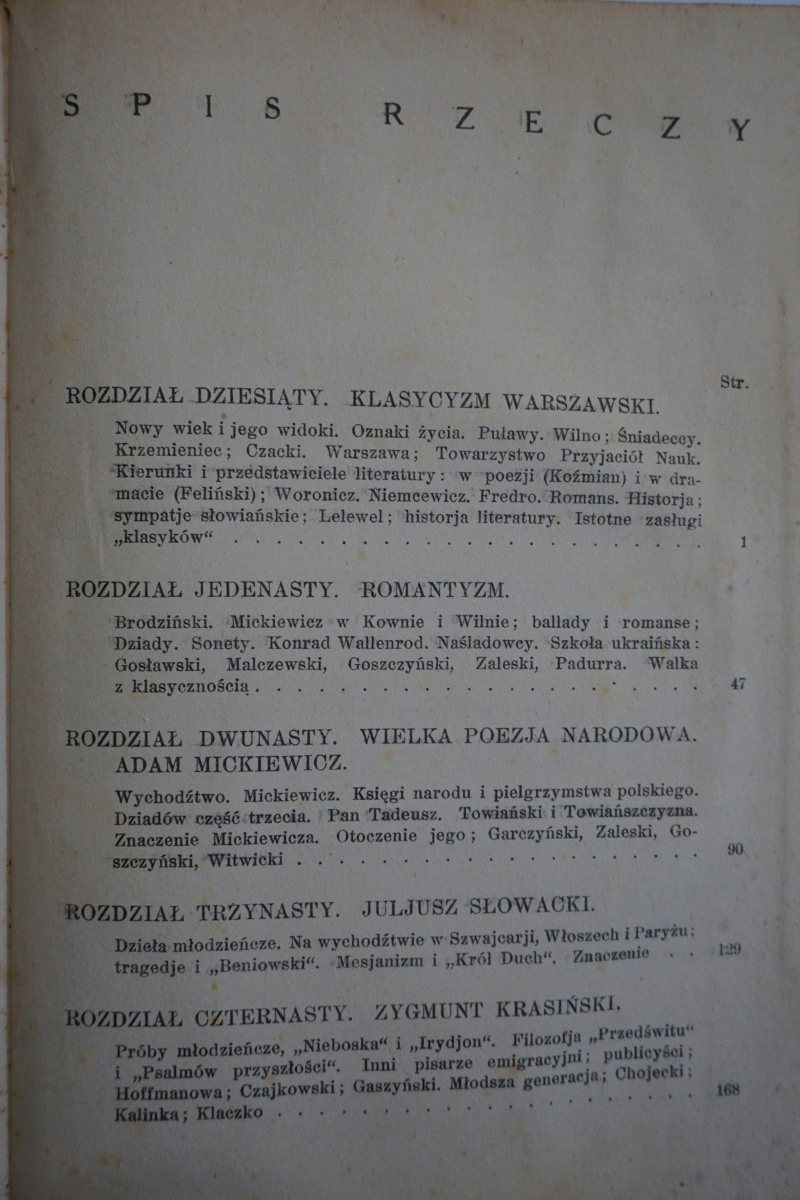 SPIS RZECZY
Str.
ROZDZIAŁ DZIESIĄTY. KLASYCYZM WARSZAWSKI.
Nowy wiek i jego widoki. Oznaki życia. Puławy. Wilno; Śniadeccy.
Krzemieniec; Czacki. Warszawa; Towarzystwo Przyjaciół Nauk.
Kierunki i przedstawiciele literatury: w poezji (Koźmian) i w dra-
macie (Feliński); Woronicz. Niemcewicz. Fredro. Romans. Historja;
sympatje słowiańskie; Lelewel; historja literatury. Istotne zasługi
„klasyków“ . . . . . . . . . . . . . . . . . . 1
ROZDZIAŁ JEDENASTY. ROMANTYZM.
Brodziński. Mickiewicz w Kownie i Wilnie; ballady i romanse;
Dziady. Sonety. Konrad Wallenrod. Naśladowcy. Szkoła ukraińska:
Gosławski, Malczewski, Goszczyński, Zaleski, Padurra. Walka
z klasycznością . . . . . . . . . . . . . . . . 47
ROZDZIAŁ DWUNASTY. WIELKA POEZJA NARODOWA.
ADAM MICKIEWICZ.
Wychodźtwo. Mickiewicz. Księgi narodu i pielgrzymstwa polskiego.
Dziadów część trzecia. Pan Tadeusz. Towiański i Towiańszczyzna.
Znaczenie Mickiewicza. Otoczenie jego; Garczyński, Zaleski, Go-
szczyński, Witwicki . . . . . . . . . . . . . . . 90
ROZDZIAŁ TRZYNASTY. JULJUSZ SŁOWACKI.
Dzieła młodzieńcze. Na wychodźtwie w Szwajcarji, Włoszech i Paryżu;
tragedje i „Beniowski“. Mesjanizm i „Król Duch“. Znaczenie . . 129
ROZDZIAŁ CZTERNASTY. ZYGMUNT KRASIŃSKI.
Próby młodzieńcze, „Nieboska“ i „Irydjon“. Filozofja „Przedświtu“
i „Psalmów przyszłości“. Inni pisarze emigracyjni; publicyści;
Hoffmanowa; Czajkowski; Gaszyński. Młodsza generacja; Chojecki;
Kalinka; Klaczko . . . . . . . . . . . . . . . . 168